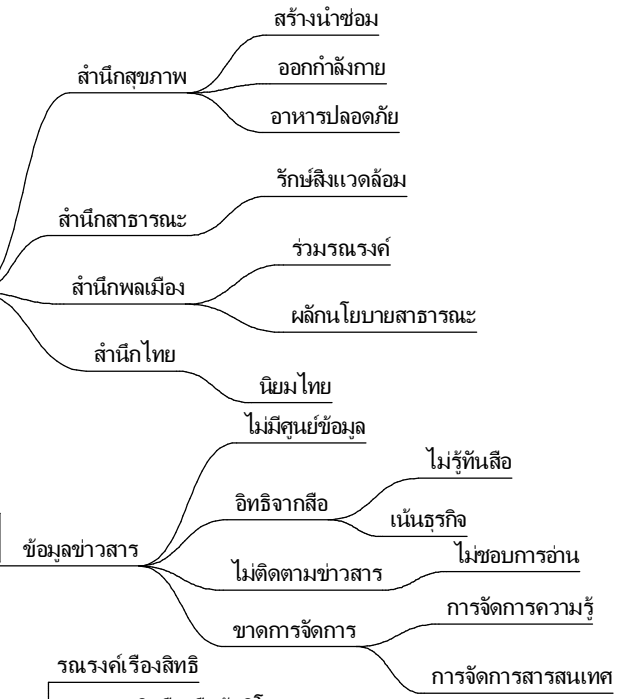 สร้างนำซ่อม
สำนึกสุขภาพ
ออกกำลังกาย
อาหารปลอดภัย
รักษ์สิงแวดล้อม
สำนึกสาธารณะ
ร่วมรณรงค์
สำนึกพลเมือง
ผลักนโยบายสาธารณะ
สำนึกไทย
นิยมไทย
ไม่มีศูนย์ข้อมูล
ไม่รู้ทันสือ
อิทธิจากสือ
เน้นธุรกิจ
ข้อมูลข่าวสาร
ไม่ชอบการอ่าน
ไม่ติดตามข่าวสาร
การจัดการความรู้
ขาดการจัดการ
การจัดการสารสนเทศ
รณรงค์เรืองสิทธิ